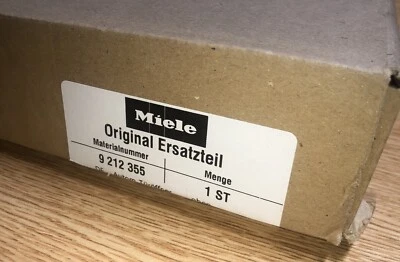 Miele
Original Ersatzteil
Materialnummer Menge
9 212 355 1 ST